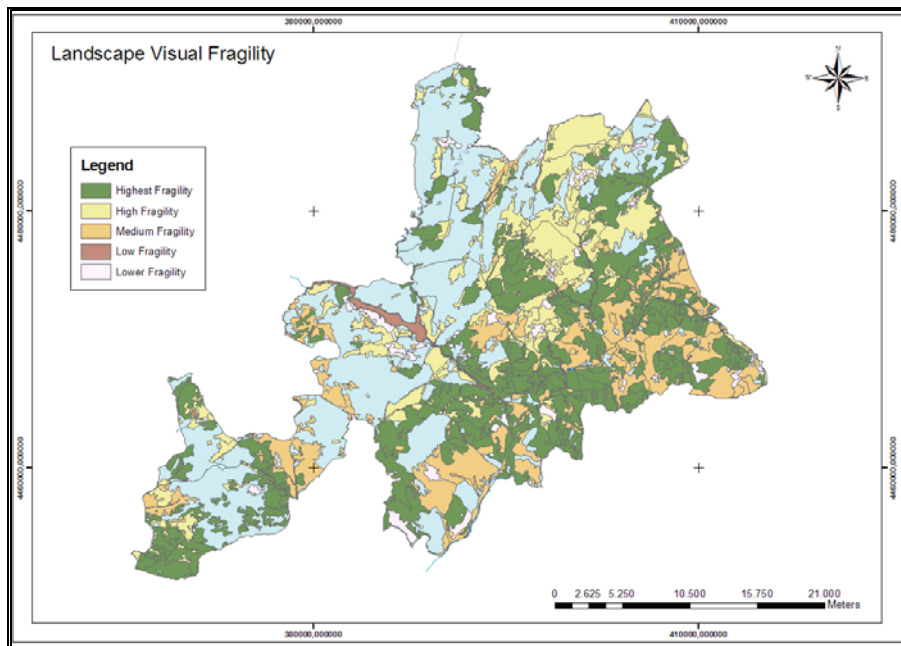 380000,000000
410000,000000
Landscape Visual Fragility
N
W
E
S
Legend
Highest Fragility
High Fragility
Medium Fragility
Low Fragility
Lower Fragility
4480000,000000
4480000,000000
4460000,000000
4460000,000000
0 2.625 5.250 10.500 15.750 21.000
Meters
380000,000000
410000,000000